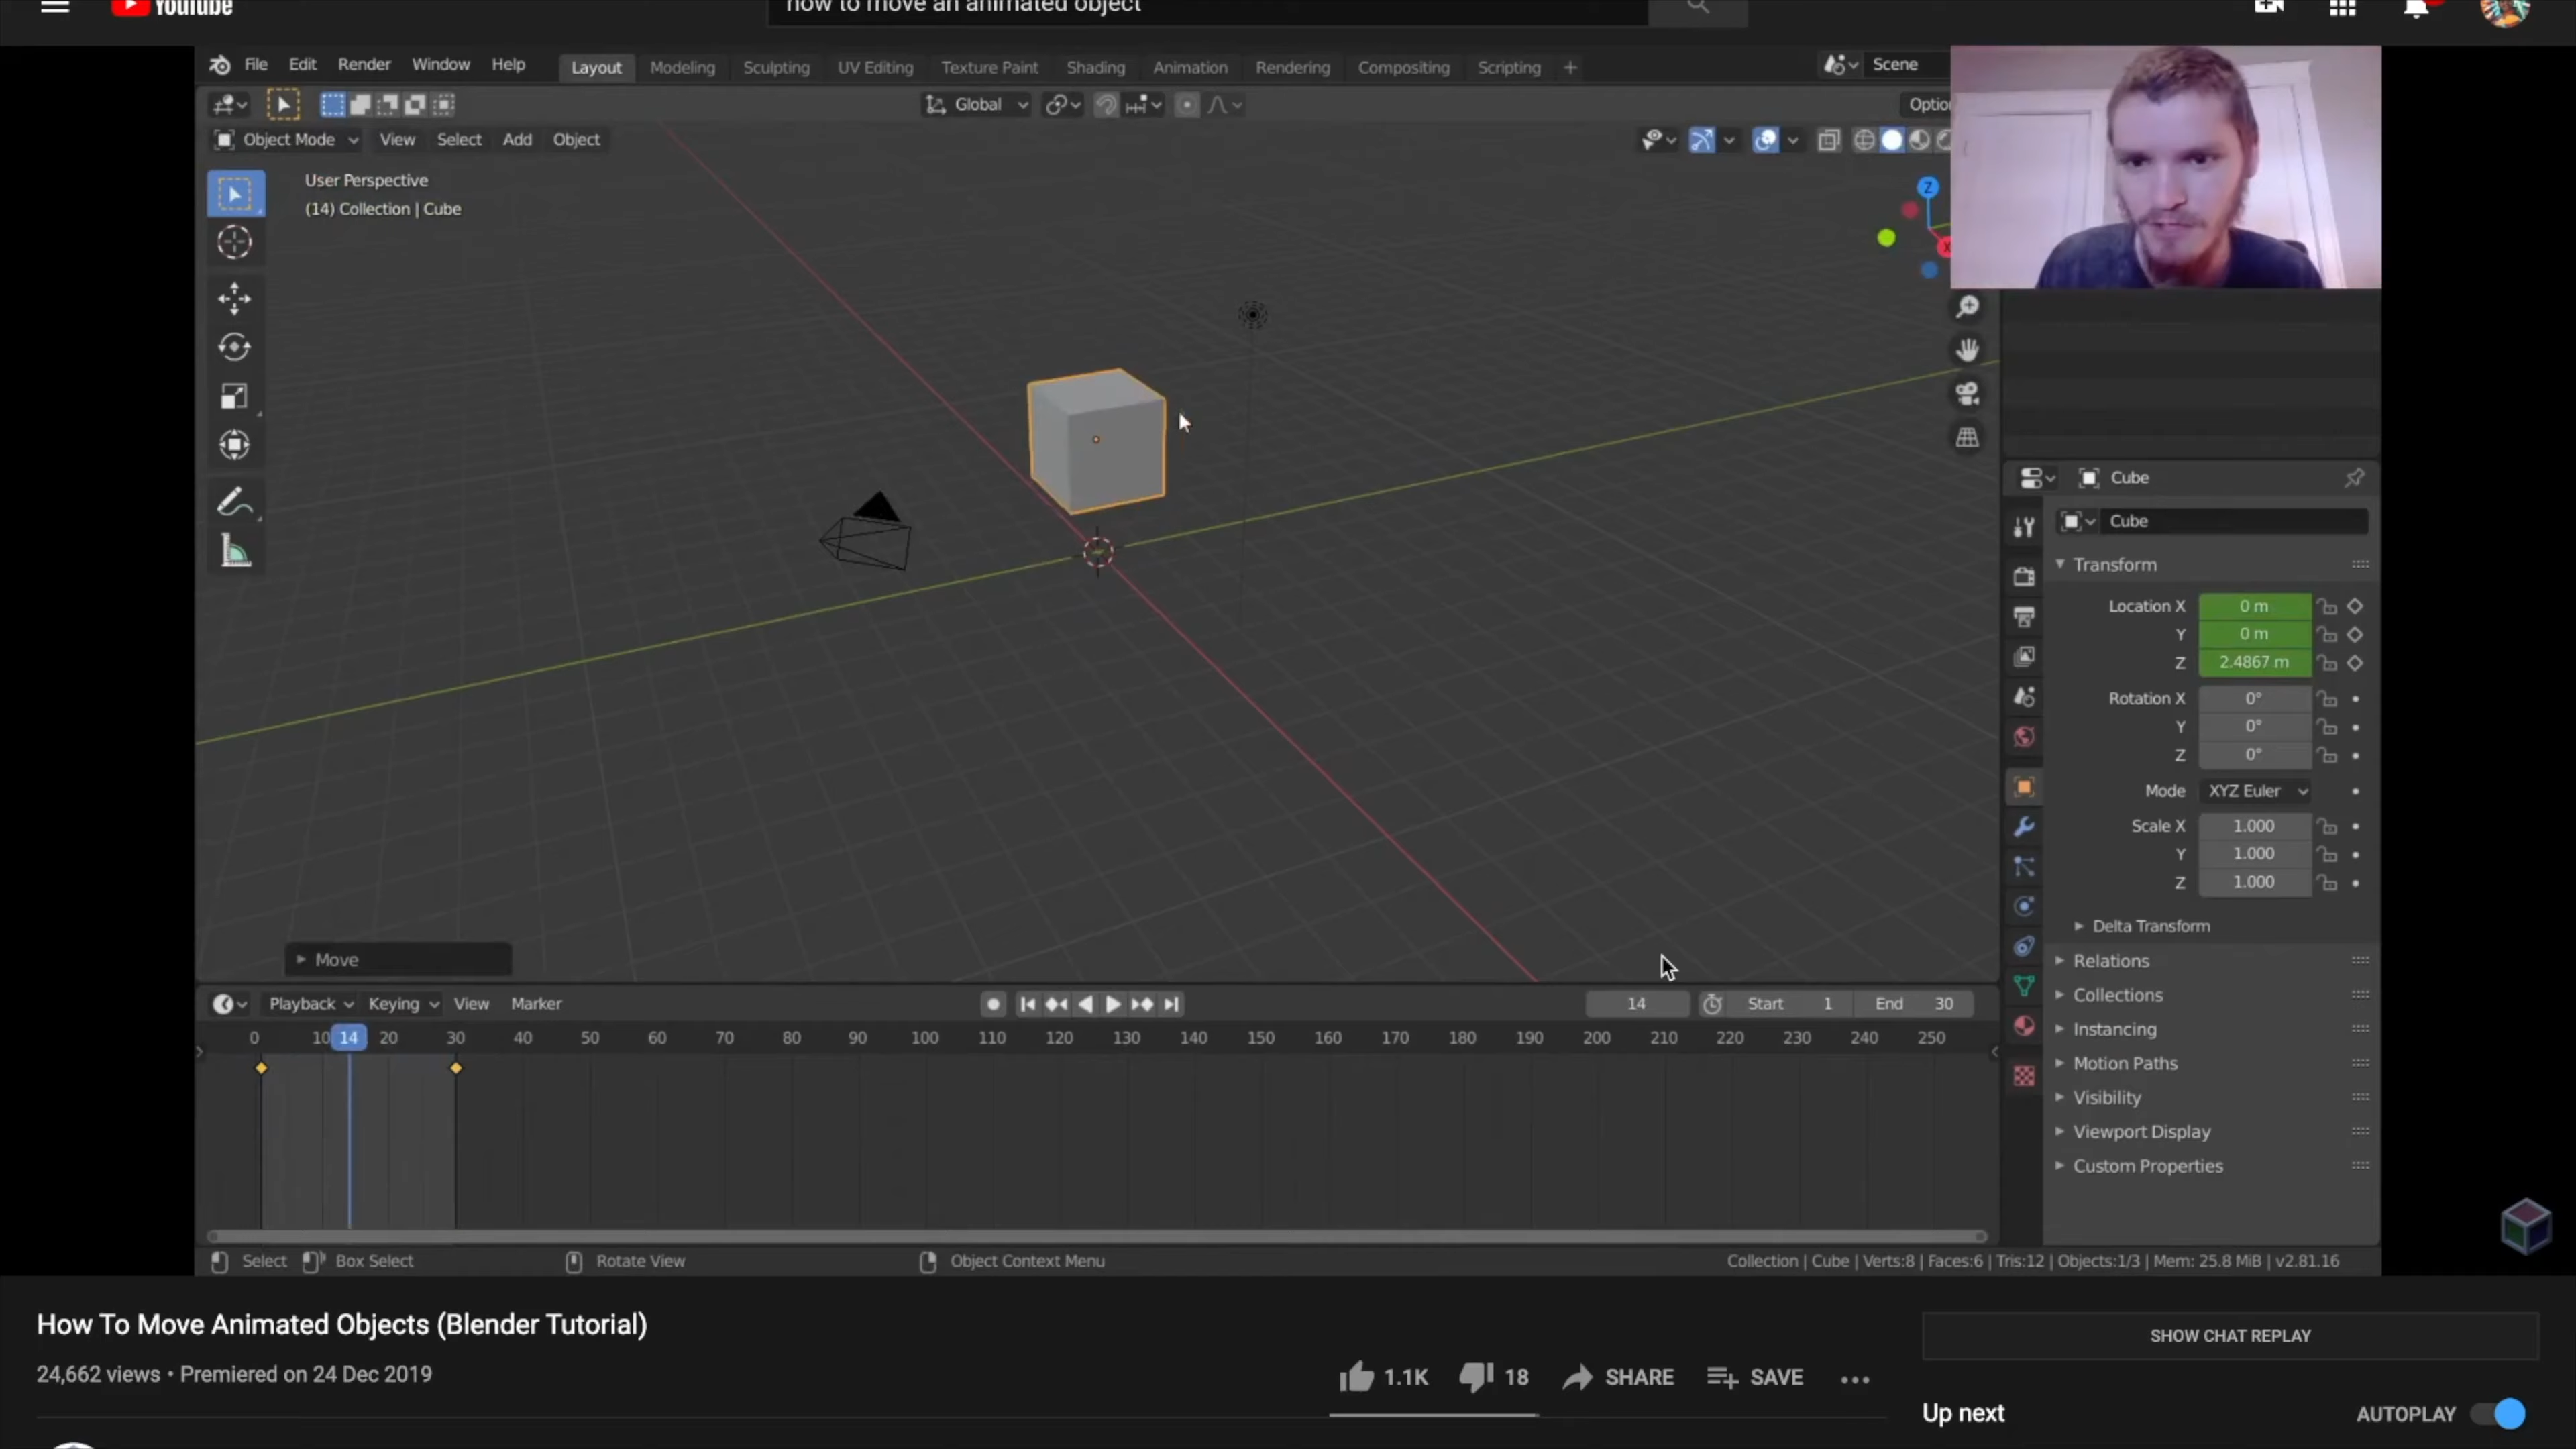 YouTube
how to move an animated object
File Edit Render Window Help Layout Modeling Sculpting UV Editing Texture Paint Shading Animation Rendering Compositing Scripting + Scene
Global Optio
Object Mode View Select Add Object
User Perspective
(14) Collection | Cube
Z
X
Cube
Cube
Transform
Location X 0 m
Y 0 m
Z 2.4867 m
Rotation X 0°
Y 0°
Z 0°
Mode XYZ Euler
Scale X 1.000
Y 1.000
Z 1.000
Delta Transform
Relations
Collections
Instancing
Motion Paths
Visibility
Viewport Display
Custom Properties
Move
Playback Keying View Marker 14 Start 1 End 30
0 10 14 20 30 40 50 60 70 80 90 100 110 120 130 140 150 160 170 180 190 200 210 220 230 240 250
Select Box Select Rotate View Object Context Menu Collection | Cube | Verts:8 | Faces:6 | Tris:12 | Objects:1/3 | Mem: 25.8 MiB | v2.81.16
How To Move Animated Objects (Blender Tutorial)
24,662 views • Premiered on 24 Dec 2019
1.1K 18 SHARE SAVE
SHOW CHAT REPLAY
Up next AUTOPLAY